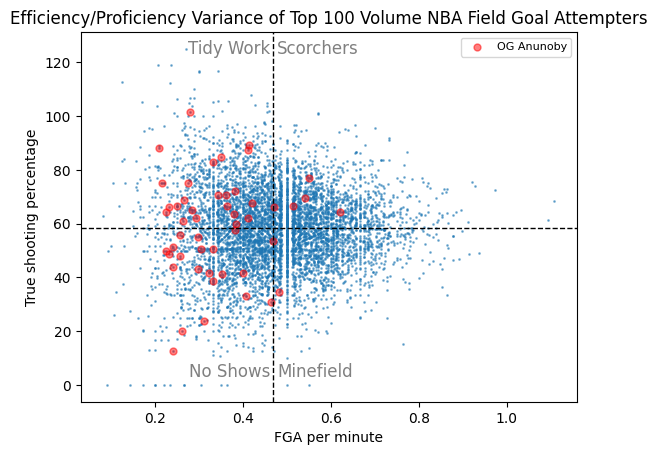 Efficiency/Proficiency Variance of Top 100 Volume NBA Field Goal Attempters
Tidy Work Scorchers
OG Anunoby
120
100
80
60
40
20
0
True shooting percentage
No Shows Minefield
0.2 0.4 0.6 0.8 1.0
FGA per minute